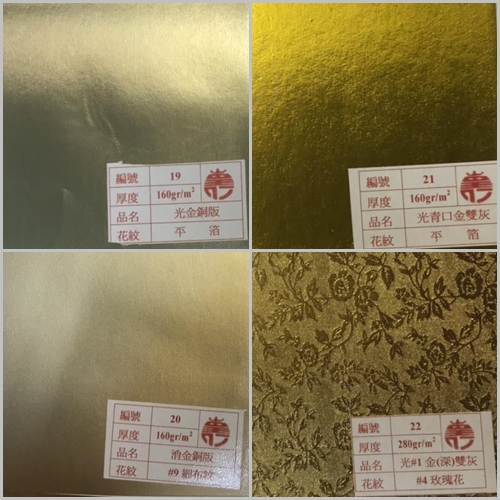 編號 19
厚度 160gr/m²
品名 光金銅版
花紋 平 箔
編號 21
厚度 160gr/m²
品名 光青口金雙灰
花紋 平 箔
編號 20
厚度 160gr/m²
品名 消金銅版
花紋 #9 細布紋
編號 22
厚度 280gr/m²
品名 光#1 金(深)雙灰
花紋 #4 玫瑰花